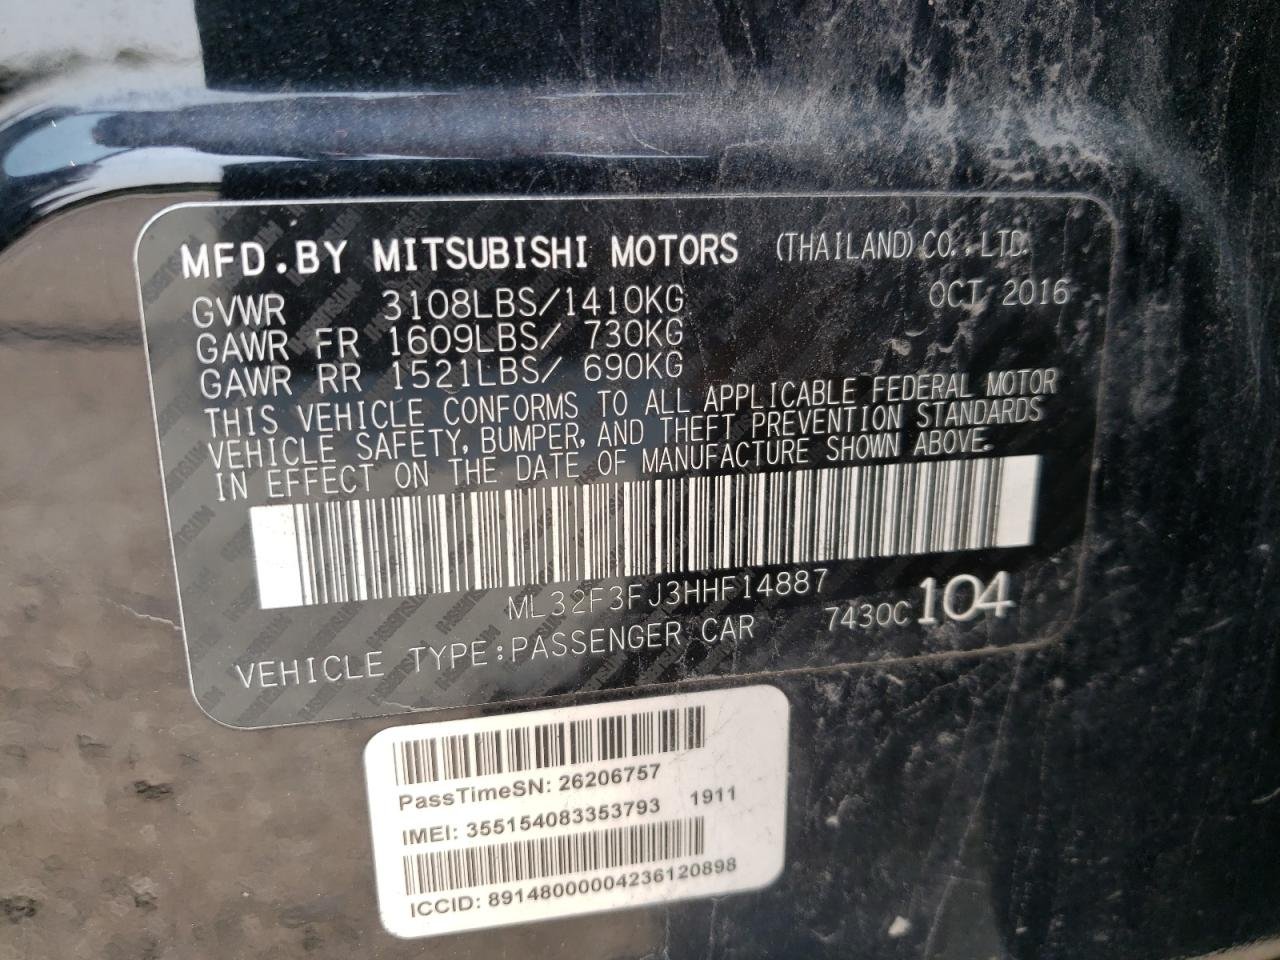 MFD.BY MITSUBISHI MOTORS (THAILAND) CO., LTD.
GVWR 3108LBS/1410KG OCT, 2016
GAWR FR 1609LBS/ 730KG
GAWR RR 1521LBS/ 690KG
THIS VEHICLE CONFORMS TO ALL APPLICABLE FEDERAL MOTOR
VEHICLE SAFETY, BUMPER, AND THEFT PREVENTION STANDARDS
IN EFFECT ON THE DATE OF MANUFACTURE SHOWN ABOVE.
ML32F3FJ3HHF14887
VEHICLE TYPE:PASSENGER CAR 7430C 104
PassTimeSN: 26206757
IMEI: 355154083353793 1911
ICCID: 89148000004236120898